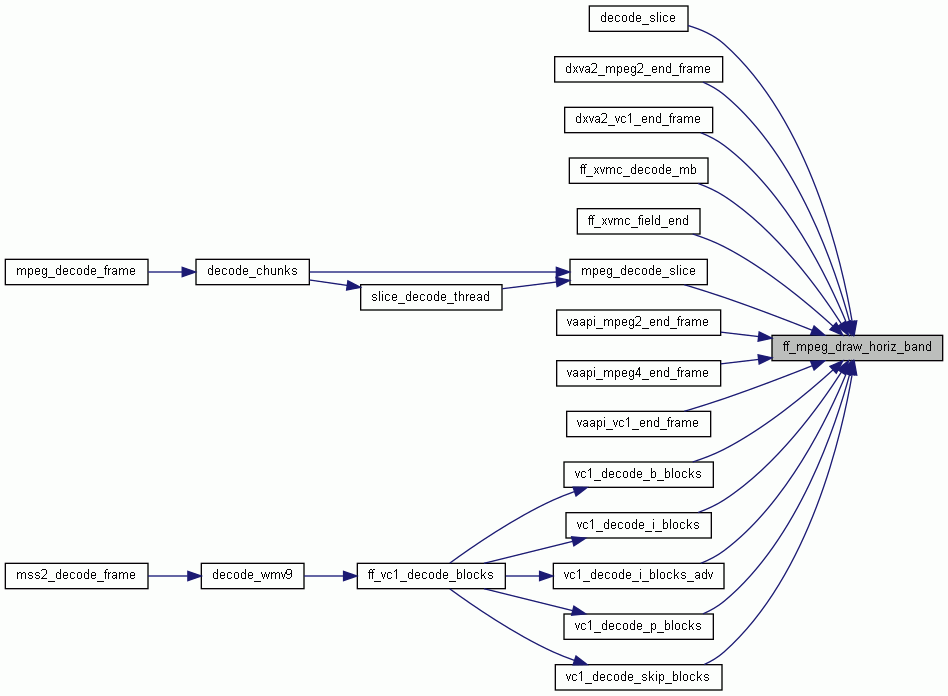 decode_slice
dxva2_mpeg2_end_frame
dxva2_vc1_end_frame
ff_xvmc_decode_mb
ff_xvmc_field_end
mpeg_decode_frame
decode_chunks
mpeg_decode_slice
slice_decode_thread
vaapi_mpeg2_end_frame
ff_mpeg_draw_horiz_band
vaapi_mpeg4_end_frame
vaapi_vc1_end_frame
vc1_decode_b_blocks
vc1_decode_i_blocks
mss2_decode_frame
decode_wmv9
ff_vc1_decode_blocks
vc1_decode_i_blocks_adv
vc1_decode_p_blocks
vc1_decode_skip_blocks